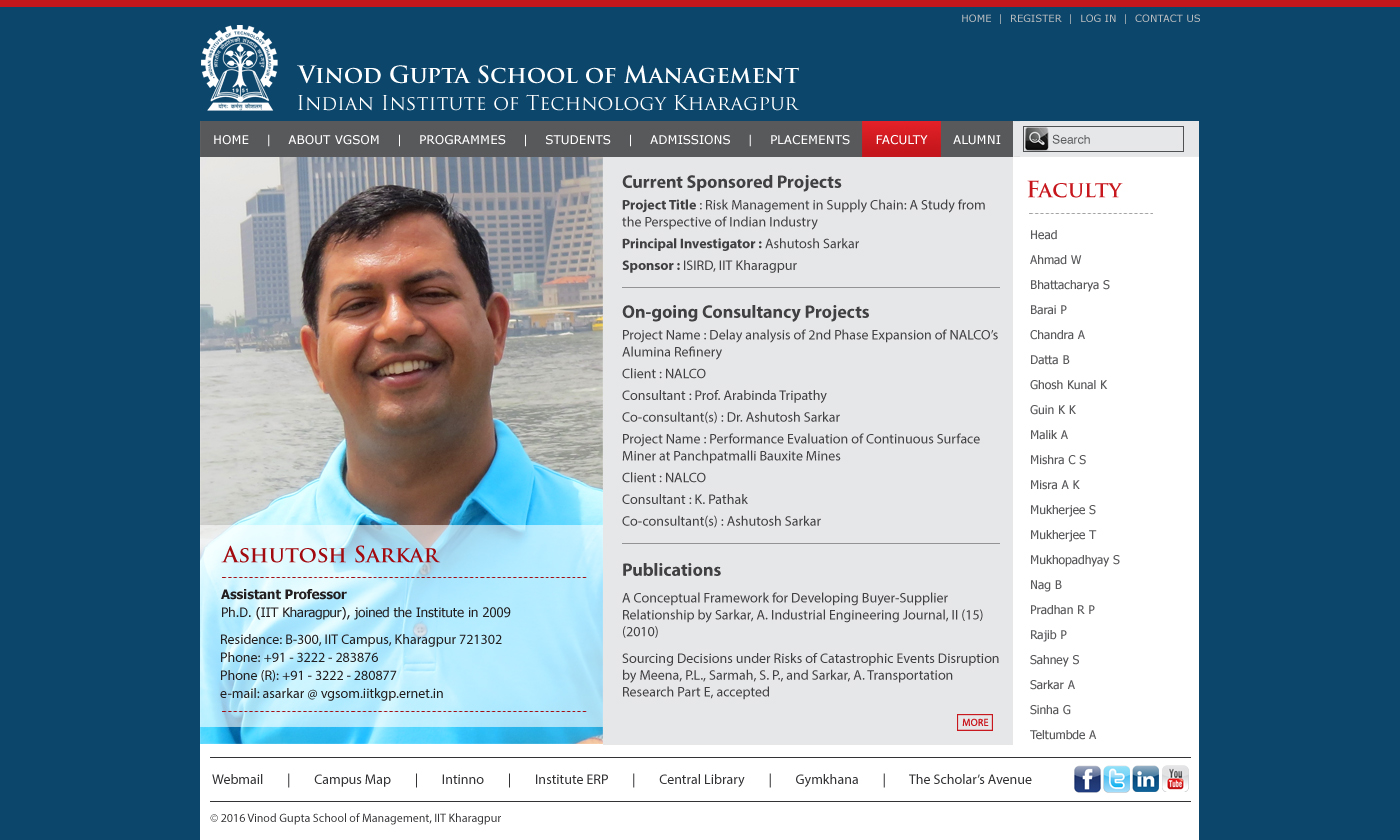 HOME | REGISTER | LOG IN | CONTACT US
VINOD GUPTA SCHOOL OF MANAGEMENT
INDIAN INSTITUTE OF TECHNOLOGY KHARAGPUR
1951
HOME | ABOUT VGSOM | PROGRAMMES | STUDENTS | ADMISSIONS | PLACEMENTS FACULTY ALUMNI
Search
ASHUTOSH SARKAR
Assistant Professor
Ph.D. (IIT Kharagpur), joined the Institute in 2009
Residence: B-300, IIT Campus, Kharagpur 721302
Phone: +91 - 3222 - 283876
Phone (R): +91 - 3222 - 280877
e-mail: asarkar @ vgsom.iitkgp.ernet.in
Current Sponsored Projects
Project Title : Risk Management in Supply Chain: A Study from
the Perspective of Indian Industry
Principal Investigator : Ashutosh Sarkar
Sponsor : ISIRD, IIT Kharagpur
On-going Consultancy Projects
Project Name : Delay analysis of 2nd Phase Expansion of NALCO’s
Alumina Refinery
Client : NALCO
Consultant : Prof. Arabinda Tripathy
Co-consultant(s) : Dr. Ashutosh Sarkar
Project Name : Performance Evaluation of Continuous Surface
Miner at Panchpatmalli Bauxite Mines
Client : NALCO
Consultant : K. Pathak
Co-consultant(s) : Ashutosh Sarkar
Publications
A Conceptual Framework for Developing Buyer-Supplier
Relationship by Sarkar, A. Industrial Engineering Journal, II (15)
(2010)
Sourcing Decisions under Risks of Catastrophic Events Disruption
by Meena, P.L., Sarmah, S. P., and Sarkar, A. Transportation
Research Part E, accepted
MORE
FACULTY
Head
Ahmad W
Bhattacharya S
Barai P
Chandra A
Datta B
Ghosh Kunal K
Guin K K
Malik A
Mishra C S
Misra A K
Mukherjee S
Mukherjee T
Mukhopadhyay S
Nag B
Pradhan R P
Rajib P
Sahney S
Sarkar A
Sinha G
Teltumbde A
Webmail | Campus Map | Intinno | Institute ERP | Central Library | Gymkhana | The Scholar’s Avenue
f t in You Tube
© 2016 Vinod Gupta School of Management, IIT Kharagpur